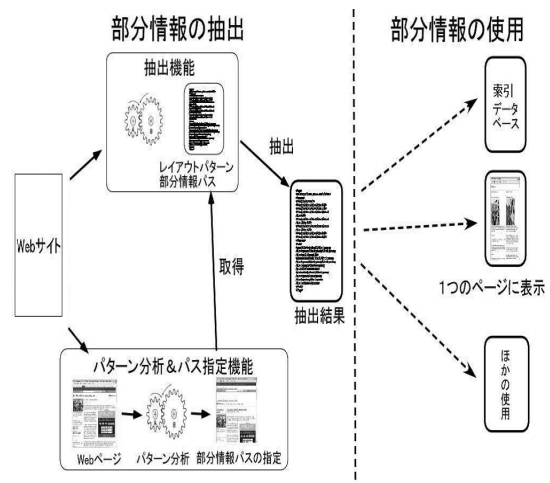 部分情報の抽出
部分情報の使用
抽出機能
レイアウトパターン
部分情報パス
抽出
Webサイト
取得
抽出結果
索引
データ
ベース
1つのページに表示
ほかの使用
パターン分析&パス指定機能
Webページ
パターン分析
部分情報パスの指定